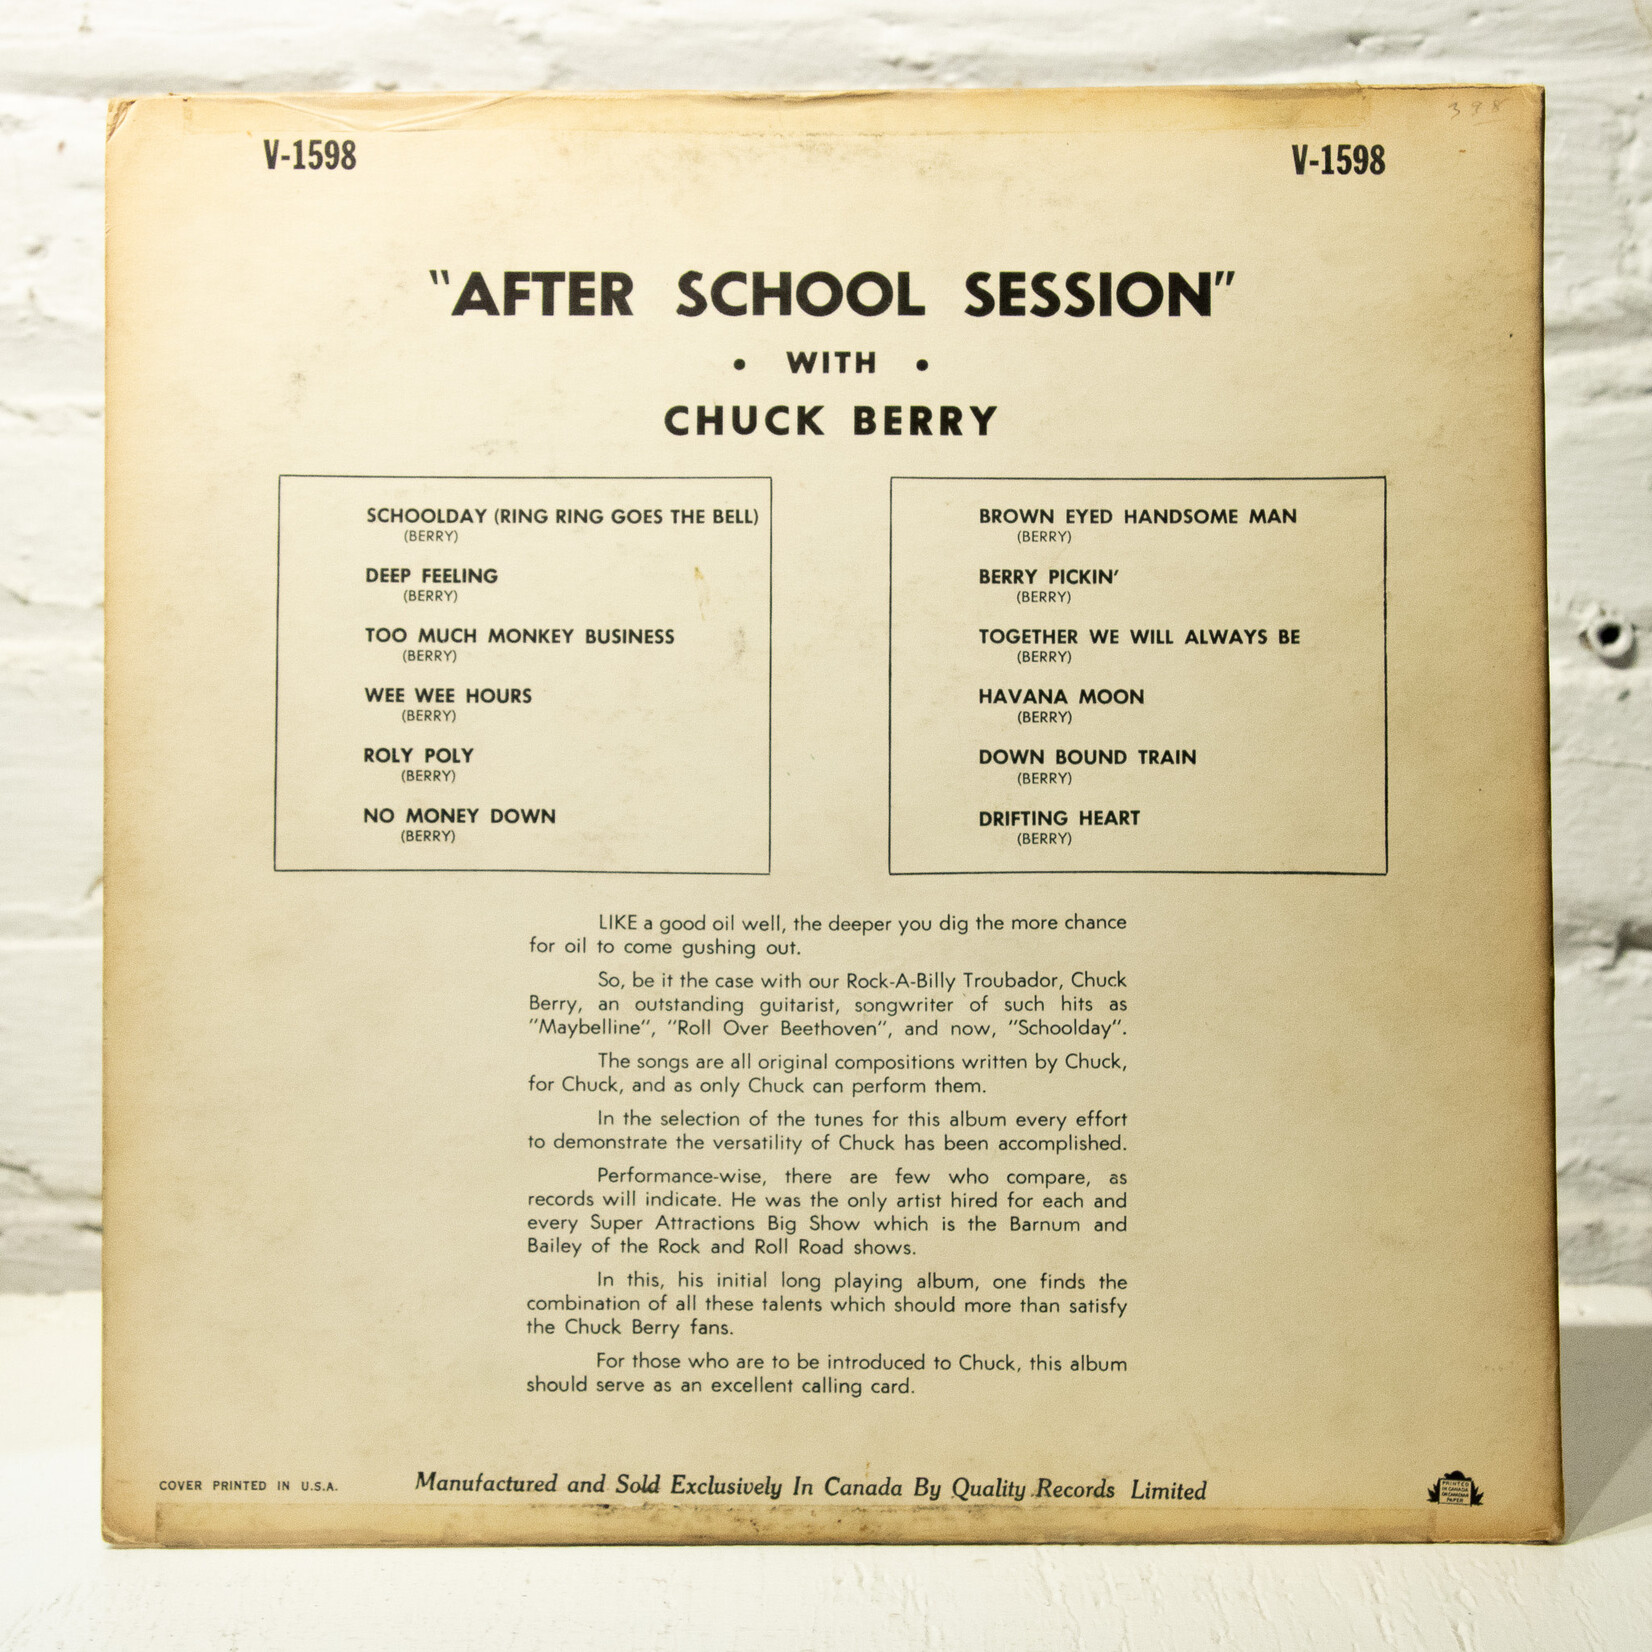 398
V-1598
V-1598
"AFTER SCHOOL SESSION"
• WITH •
CHUCK BERRY
SCHOOLDAY (RING RING GOES THE BELL)
(BERRY)
DEEP FEELING
(BERRY)
TOO MUCH MONKEY BUSINESS
(BERRY)
WEE WEE HOURS
(BERRY)
ROLY POLY
(BERRY)
NO MONEY DOWN
(BERRY)
BROWN EYED HANDSOME MAN
(BERRY)
BERRY PICKIN'
(BERRY)
TOGETHER WE WILL ALWAYS BE
(BERRY)
HAVANA MOON
(BERRY)
DOWN BOUND TRAIN
(BERRY)
DRIFTING HEART
(BERRY)
LIKE a good oil well, the deeper you dig the more chance
for oil to come gushing out.
So, be it the case with our Rock-A-Billy Troubador, Chuck
Berry, an outstanding guitarist, songwriter of such hits as
"Maybelline", "Roll Over Beethoven", and now, "Schoolday".
The songs are all original compositions written by Chuck,
for Chuck, and as only Chuck can perform them.
In the selection of the tunes for this album every effort
to demonstrate the versatility of Chuck has been accomplished.
Performance-wise, there are few who compare, as
records will indicate. He was the only artist hired for each and
every Super Attractions Big Show which is the Barnum and
Bailey of the Rock and Roll Road shows.
In this, his initial long playing album, one finds the
combination of all these talents which should more than satisfy
the Chuck Berry fans.
For those who are to be introduced to Chuck, this album
should serve as an excellent calling card.
COVER PRINTED IN U.S.A.
Manufactured and Sold Exclusively In Canada By Quality Records Limited
PRINTED
IN CANADA
ON CANADIAN
PAPER